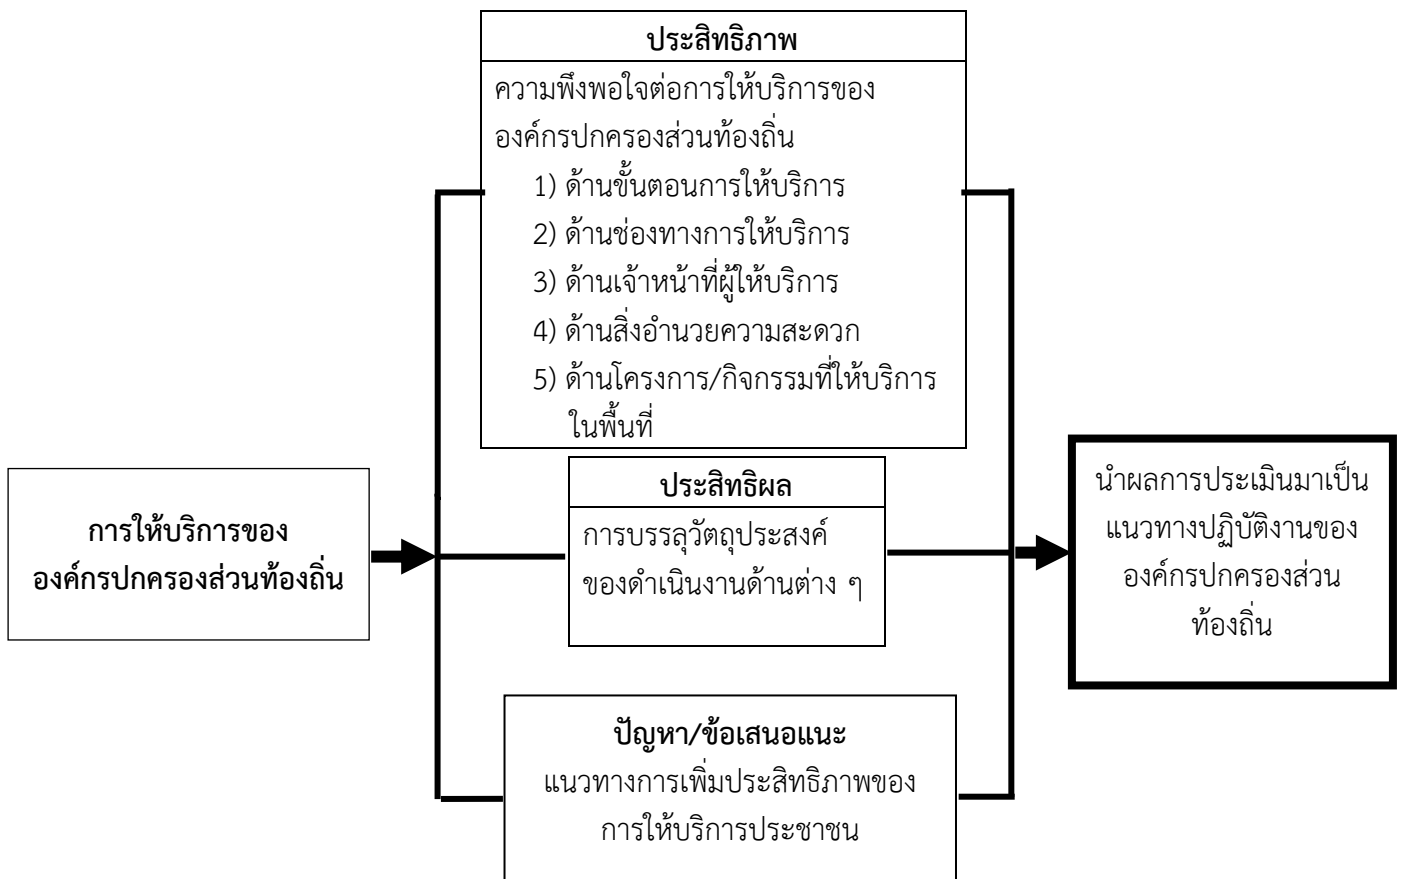 ประสิทธิภาพ
ความพึงพอใจต่อการให้บริการของ
องค์กรปกครองส่วนท้องถิ่น
1) ด้านขั้นตอนการให้บริการ
2) ด้านช่องทางการให้บริการ
3) ด้านเจ้าหน้าที่ผู้ให้บริการ
4) ด้านสิ่งอำนวยความสะดวก
5) ด้านโครงการ/กิจกรรมที่ให้บริการ
ในพื้นที่
การให้บริการของ
องค์กรปกครองส่วนท้องถิ่น
ประสิทธิผล
การบรรลุวัตถุประสงค์
ของดำเนินงานด้านต่าง ๆ
นำผลการประเมินมาเป็น
แนวทางปฏิบัติงานของ
องค์กรปกครองส่วน
ท้องถิ่น
ปัญหา/ข้อเสนอแนะ
แนวทางการเพิ่มประสิทธิภาพของ
การให้บริการประชาชน